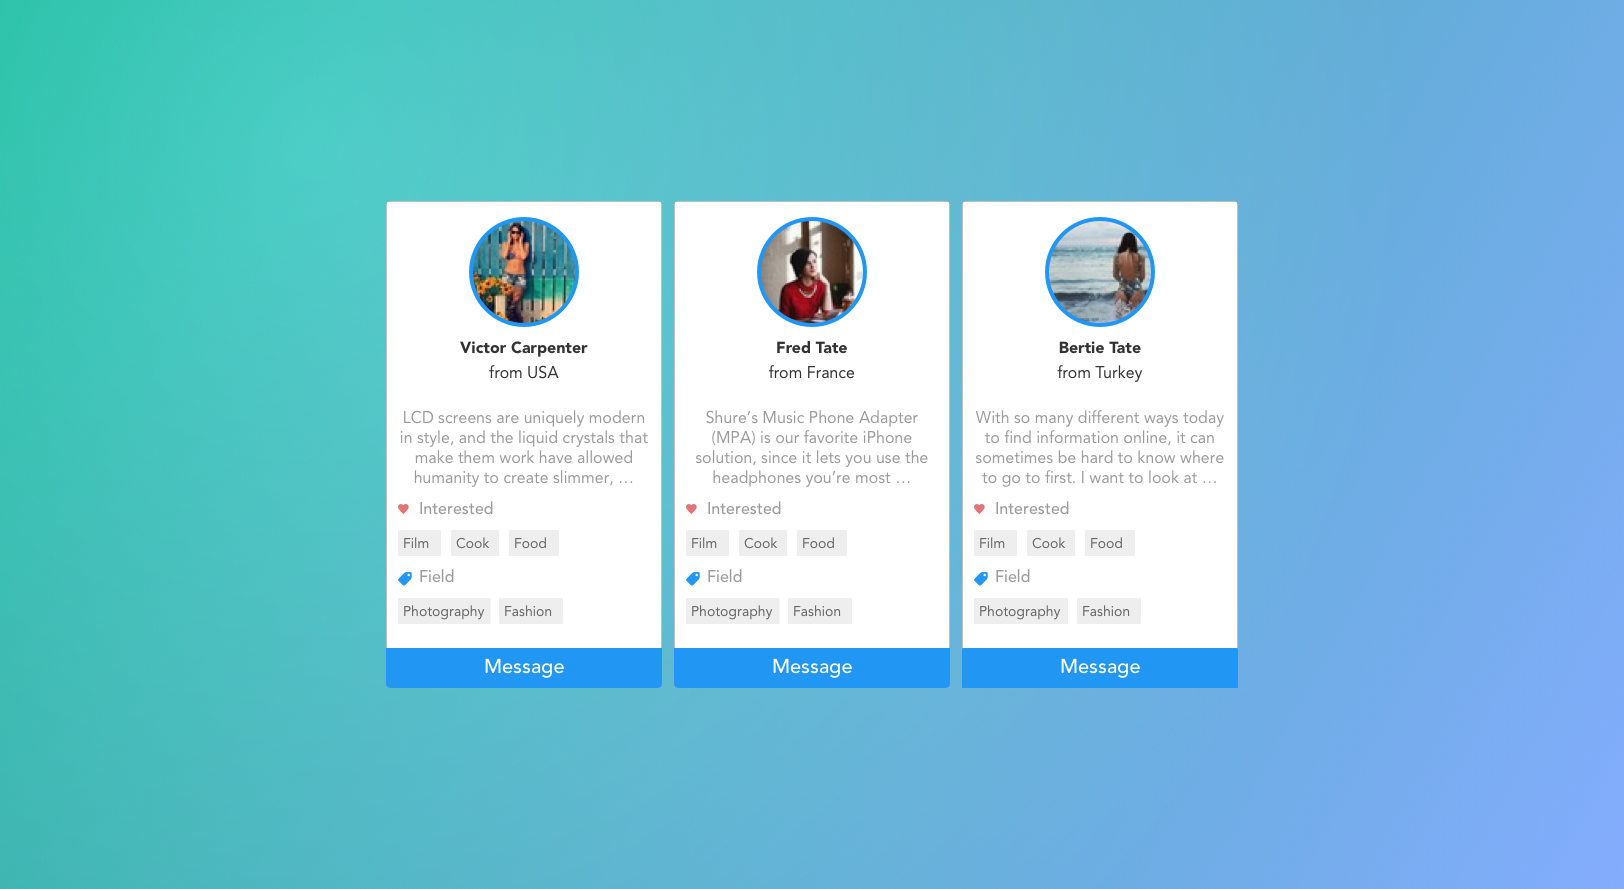 Victor Carpenter
from USA
LCD screens are uniquely modern
in style, and the liquid crystals that
make them work have allowed
humanity to create slimmer, …
Interested
Film Cook Food
Field
Photography Fashion
Message
Fred Tate
from France
Shure’s Music Phone Adapter
(MPA) is our favorite iPhone
solution, since it lets you use the
headphones you’re most …
Interested
Film Cook Food
Field
Photography Fashion
Message
Bertie Tate
from Turkey
With so many different ways today
to find information online, it can
sometimes be hard to know where
to go to first. I want to look at …
Interested
Film Cook Food
Field
Photography Fashion
Message